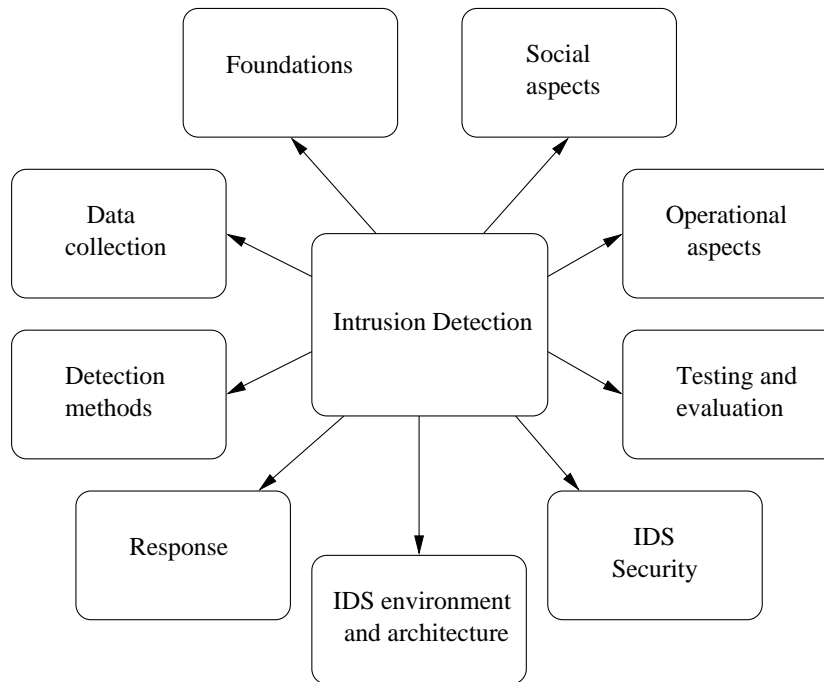 Foundations
Social
aspects
Data
collection
Operational
aspects
Intrusion Detection
Detection
methods
Testing and
evaluation
Response
IDS
Security
IDS environment
and architecture